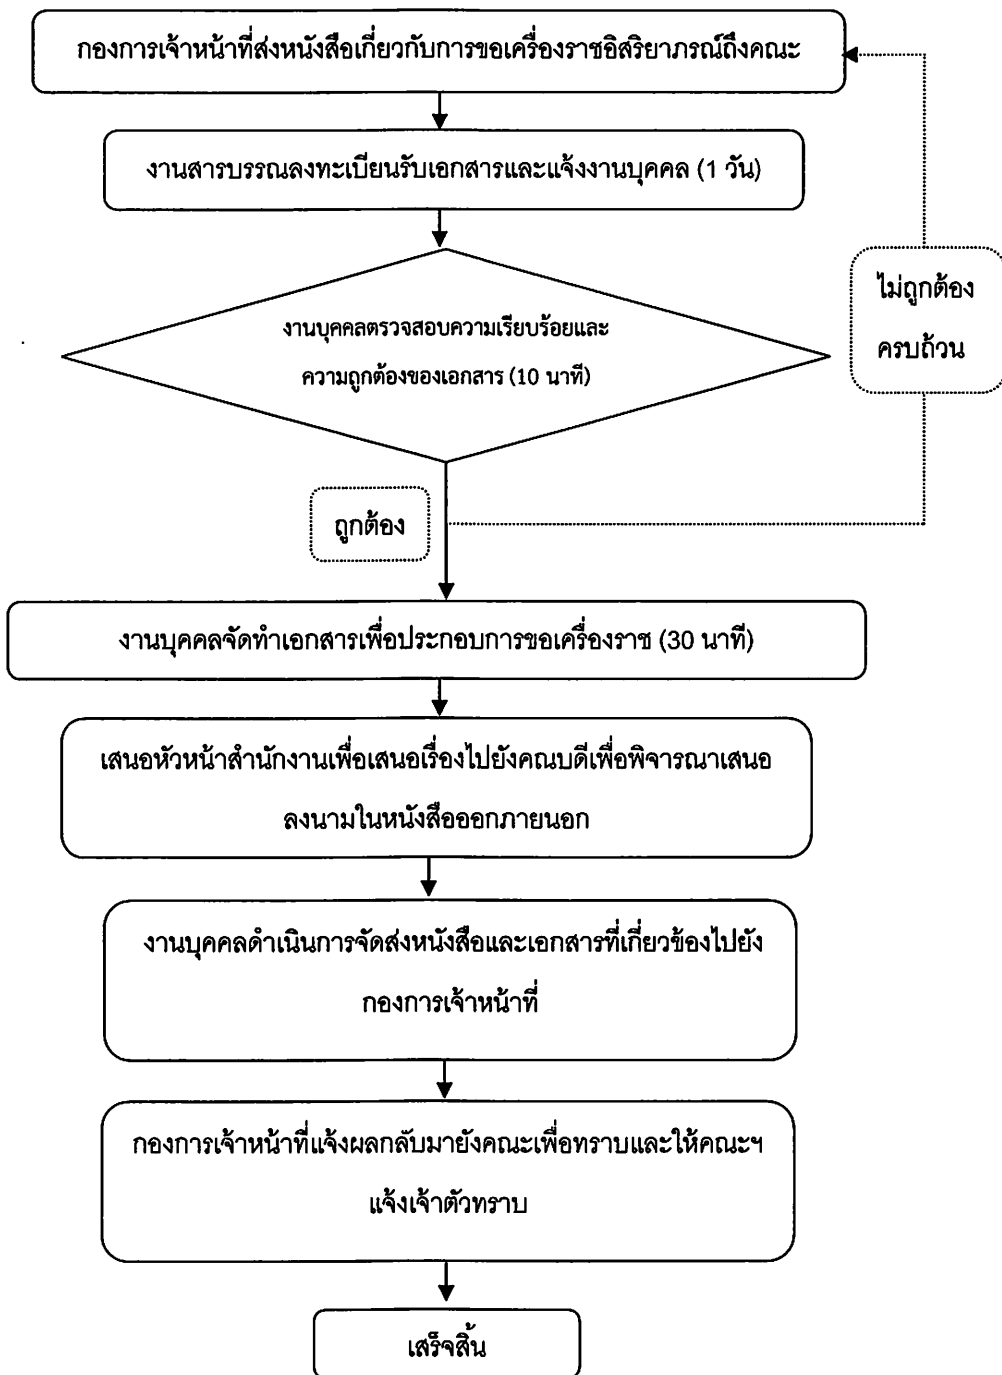 กองการเจ้าหน้าที่ส่งหนังสือเกี่ยวกับการขอเครื่องราชอิสริยาภรณ์ถึงคณะ
งานสารบรรณลงทะเบียนรับเอกสารและแจ้งงานบุคคล (1 วัน)
งานบุคคลตรวจสอบความเรียบร้อยและ
ความถูกต้องของเอกสาร (10 นาที)
ไม่ถูกต้อง
ครบถ้วน
ถูกต้อง
งานบุคคลจัดทำเอกสารเพื่อประกอบการขอเครื่องราช (30 นาที)
เสนอหัวหน้าสำนักงานเพื่อเสนอเรื่องไปยังคณบดีเพื่อพิจารณาเสนอ
ลงนามในหนังสือออกภายนอก
งานบุคคลดำเนินการจัดส่งหนังสือและเอกสารที่เกี่ยวข้องไปยัง
กองการเจ้าหน้าที่
กองการเจ้าหน้าที่แจ้งผลกลับมายังคณะเพื่อทราบและให้คณะฯ
แจ้งเจ้าตัวทราบ
เสร็จสิ้น